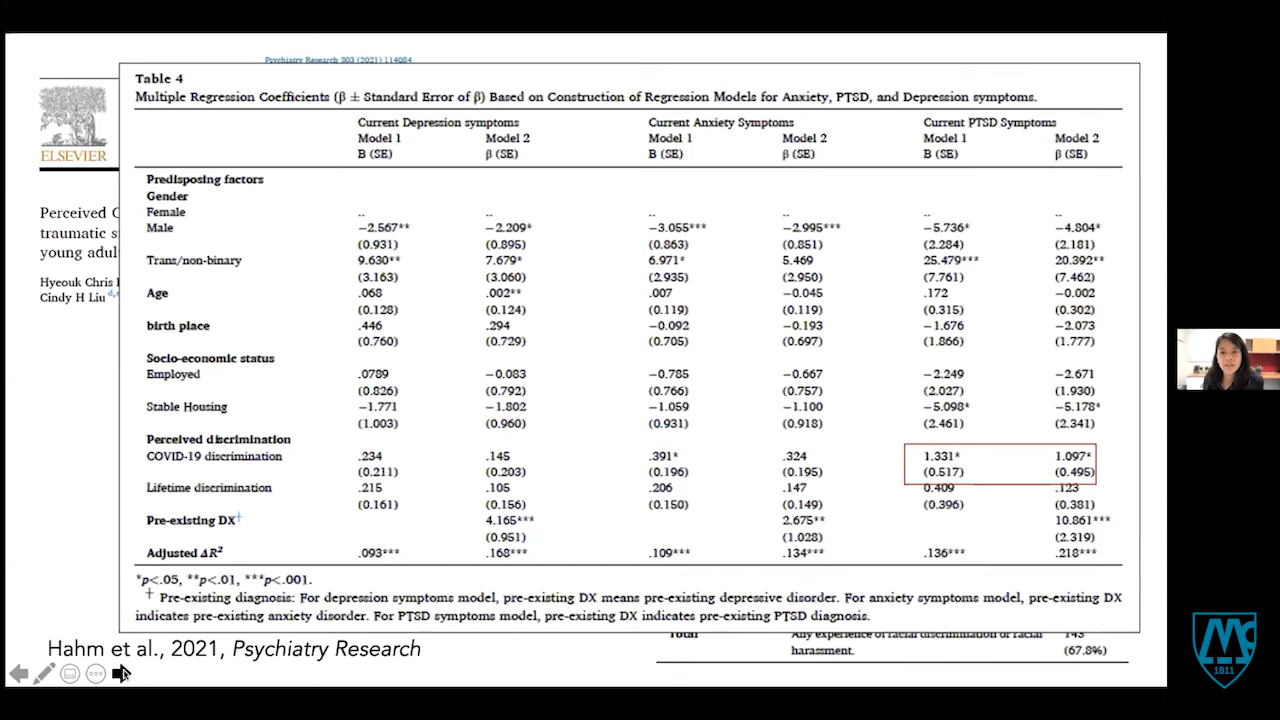 Psychiatry Research 303 (2021) 114084
ELSEVIER
Perceived C
traumatic s
young adul
Hyeouk Chris
Cindy H Liu d,
Table 4
Multiple Regression Coefficients (β ± Standard Error of β) Based on Construction of Regression Models for Anxiety, PTSD, and Depression symptoms.
Current Depression symptoms Current Anxiety Symptoms Current PTSD Symptoms
Model 1 Model 2 Model 1 Model 2 Model 1 Model 2
B (SE) β (SE) B (SE) β (SE) B (SE) β (SE)
Predisposing factors
Gender
Female .. .. .. .. .. ..
Male −2.567** −2.209* −3.055*** −2.995*** −5.736* −4.804*
(0.931) (0.895) (0.863) (0.851) (2.284) (2.181)
Trans/non-binary 9.630** 7.679* 6.971* 5.469 25.479*** 20.392**
(3.163) (3.060) (2.935) (2.950) (7.761) (7.462)
Age .068 .002** .007 −0.045 .172 −0.002
(0.128) (0.124) (0.119) (0.119) (0.315) (0.302)
birth place .446 .294 −0.092 −0.193 −1.676 −2.073
(0.760) (0.729) (0.705) (0.697) (1.866) (1.777)
Socio-economic status
Employed .0789 −0.083 −0.785 −0.667 −2.249 −2.671
(0.826) (0.792) (0.766) (0.757) (2.027) (1.930)
Stable Housing −1.771 −1.802 −1.059 −1.100 −5.098* −5.178*
(1.003) (0.960) (0.931) (0.918) (2.461) (2.341)
Perceived discrimination
COVID-19 discrimination .234 .145 .391* .324 1.331* 1.097*
(0.211) (0.203) (0.196) (0.195) (0.517) (0.495)
Lifetime discrimination .215 .105 .206 .147 0.409 .123
(0.161) (0.156) (0.150) (0.149) (0.396) (0.381)
Pre-existing DX† 4.165*** 2.675** 10.861***
(0.951) (1.028) (2.319)
Adjusted ΔR² .093*** .168*** .109*** .134*** .136*** .218***
*p<.05, **p<.01, ***p<.001.
† Pre-existing diagnosis: For depression symptoms model, pre-existing DX means pre-existing depressive disorder. For anxiety symptoms model, pre-existing DX
indicates pre-existing anxiety disorder. For PTSD symptoms model, pre-existing DX indicates pre-existing PTSD diagnosis.
Total Any experience of racial discrimination or racial 143
harassment. (67.8%)
Hahm et al., 2021, Psychiatry Research
1811